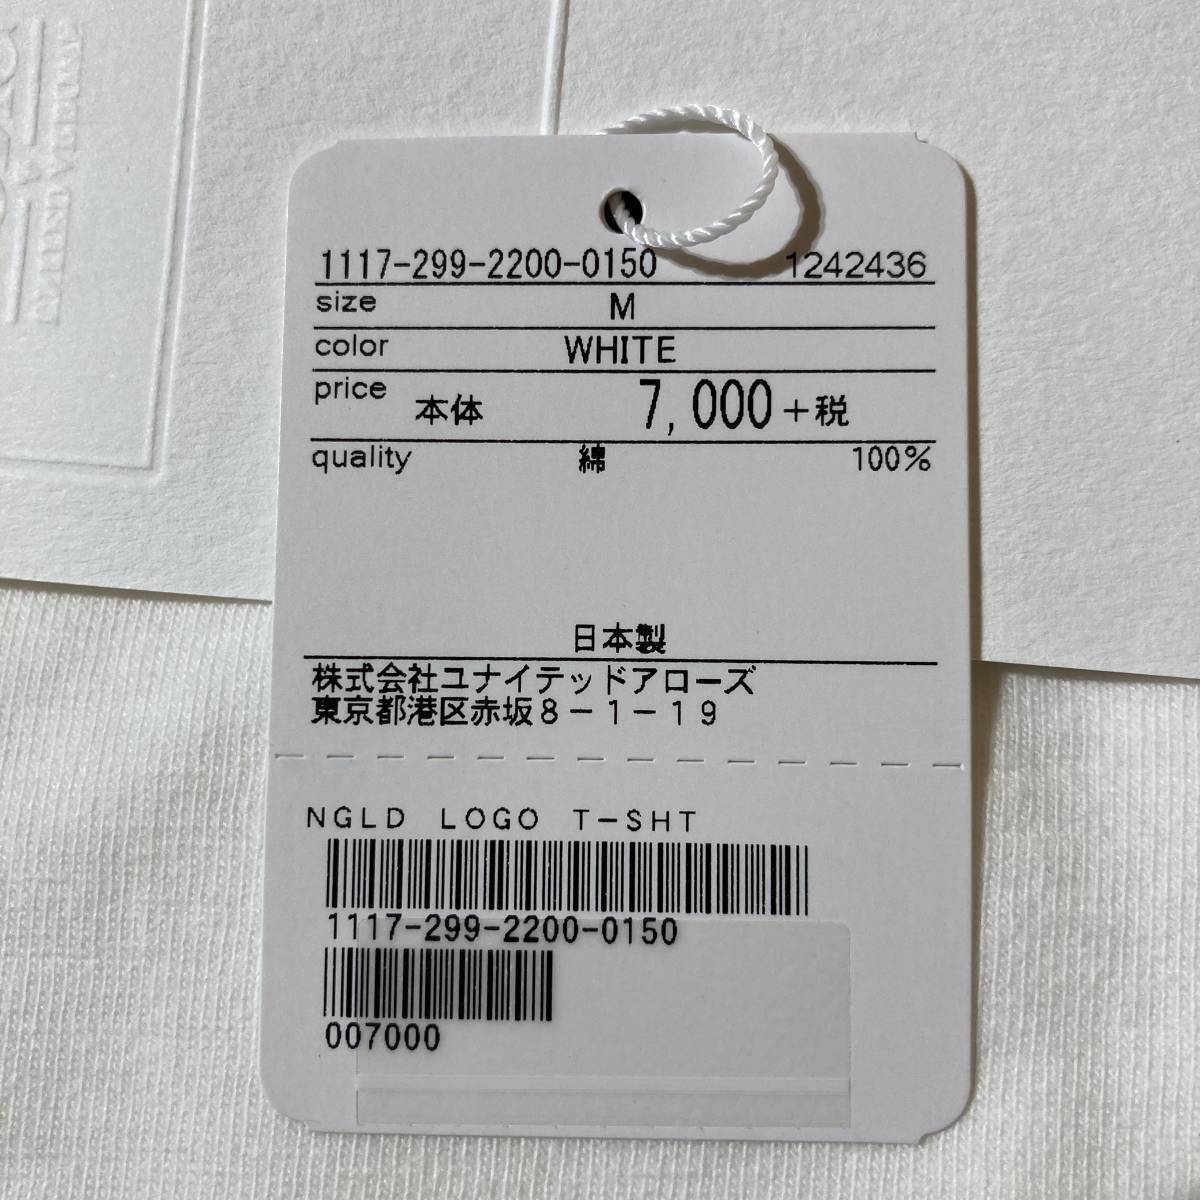 1117-299-2200-0150 1242436
size M
color WHITE
price 本体 7,000+税
quality 綿 100%
日本製
株式会社ユナイテッドアローズ
東京都港区赤坂8-1-19
NGLD LOGO T-SHT
1117-299-2200-0150
007000